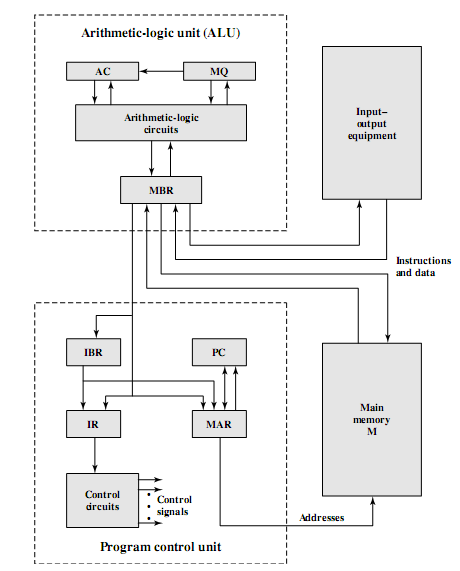 Arithmetic-logic unit (ALU)
AC
MQ
Arithmetic-logic
circuits
MBR
Input–
output
equipment
Instructions
and data
IBR
PC
IR
MAR
Main
memory
M
Control
circuits
Control
signals
Addresses
Program control unit